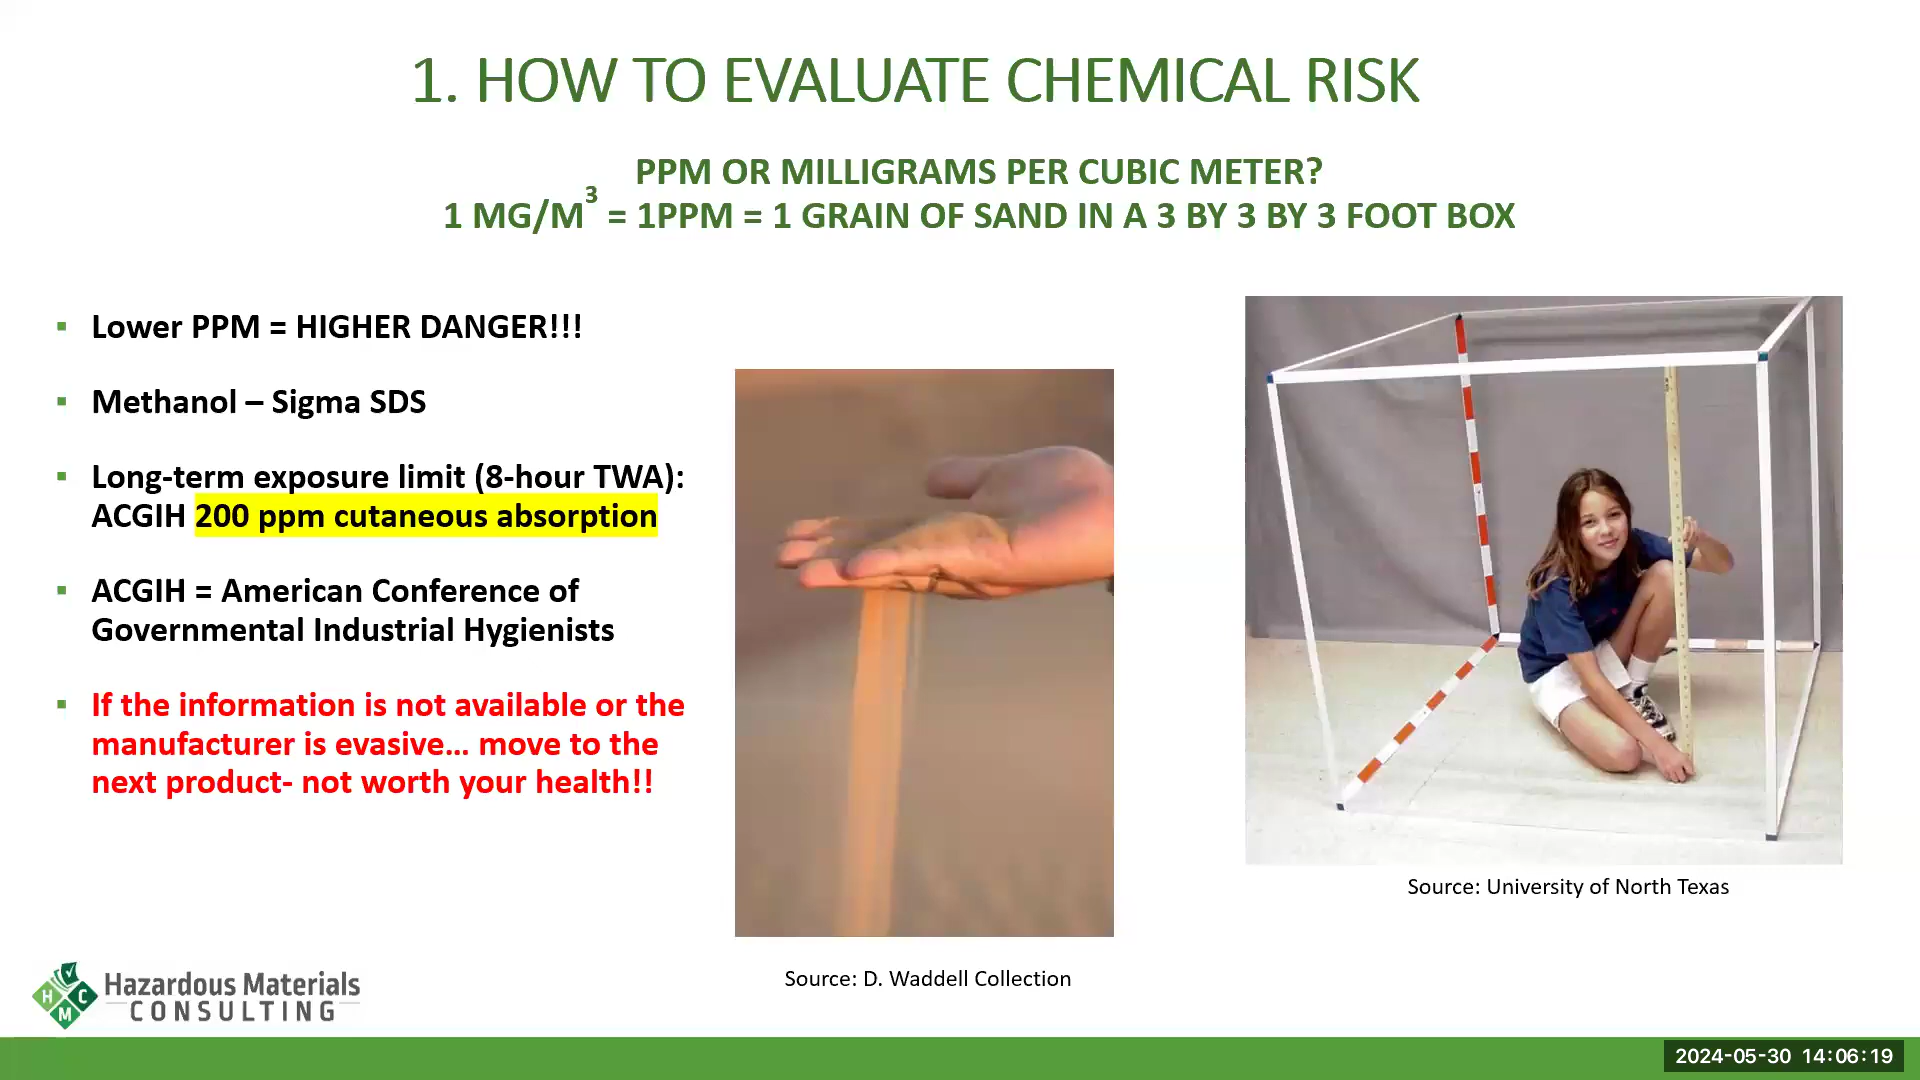 1. HOW TO EVALUATE CHEMICAL RISK
PPM OR MILLIGRAMS PER CUBIC METER?
1 MG/M³ = 1PPM = 1 GRAIN OF SAND IN A 3 BY 3 BY 3 FOOT BOX
▪ Lower PPM = HIGHER DANGER!!!
▪ Methanol – Sigma SDS
▪ Long-term exposure limit (8-hour TWA):
ACGIH 200 ppm cutaneous absorption
▪ ACGIH = American Conference of
Governmental Industrial Hygienists
▪ If the information is not available or the
manufacturer is evasive... move to the
next product- not worth your health!!
Source: D. Waddell Collection
Source: University of North Texas
H C M
Hazardous Materials
CONSULTING
2024-05-30 14:06:19